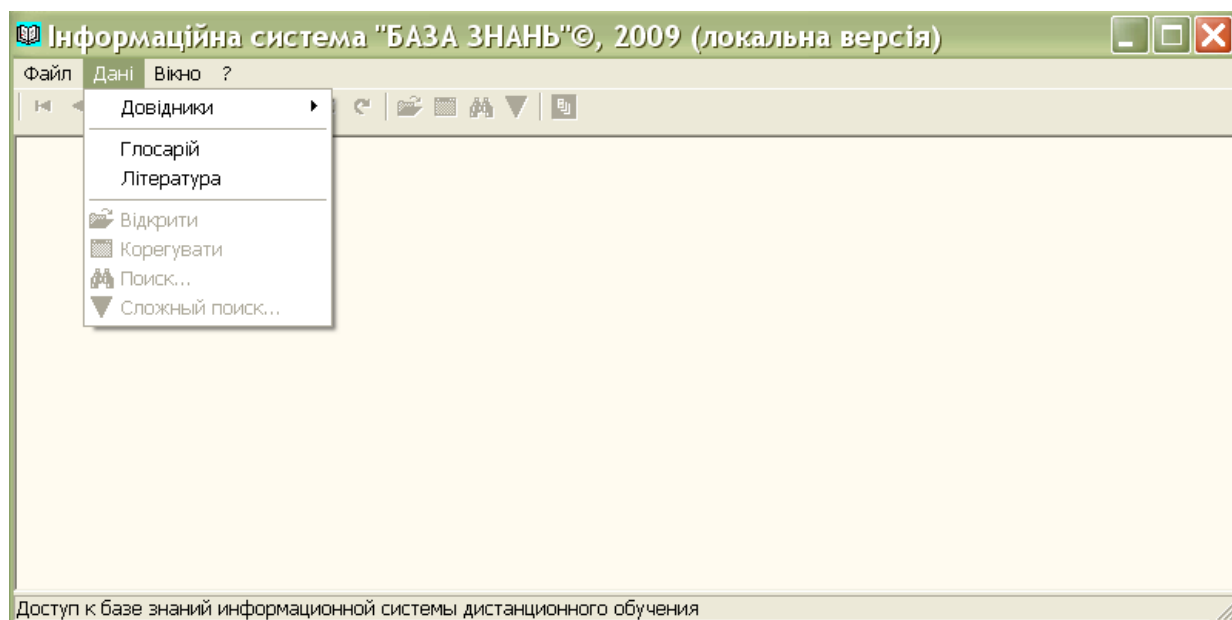 Інформаційна система "БАЗА ЗНАНЬ"©, 2009 (локальна версія)
Файл Дані Вікно ?
Довідники
Глосарій
Література
Відкрити
Корегувати
Поиск...
Сложный поиск...
Доступ к базе знаний информационной системы дистанционного обучения